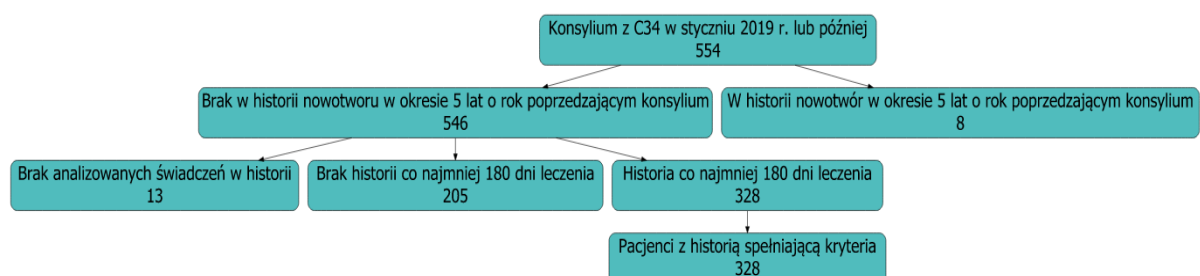 Konsylium z C34 w styczniu 2019 r. lub później
554
Brak w historii nowotworu w okresie 5 lat o rok poprzedzającym konsylium
546
W historii nowotwór w okresie 5 lat o rok poprzedzającym konsylium
8
Brak analizowanych świadczeń w historii
13
Brak historii co najmniej 180 dni leczenia
205
Historia co najmniej 180 dni leczenia
328
Pacjenci z historią spełniającą kryteria
328